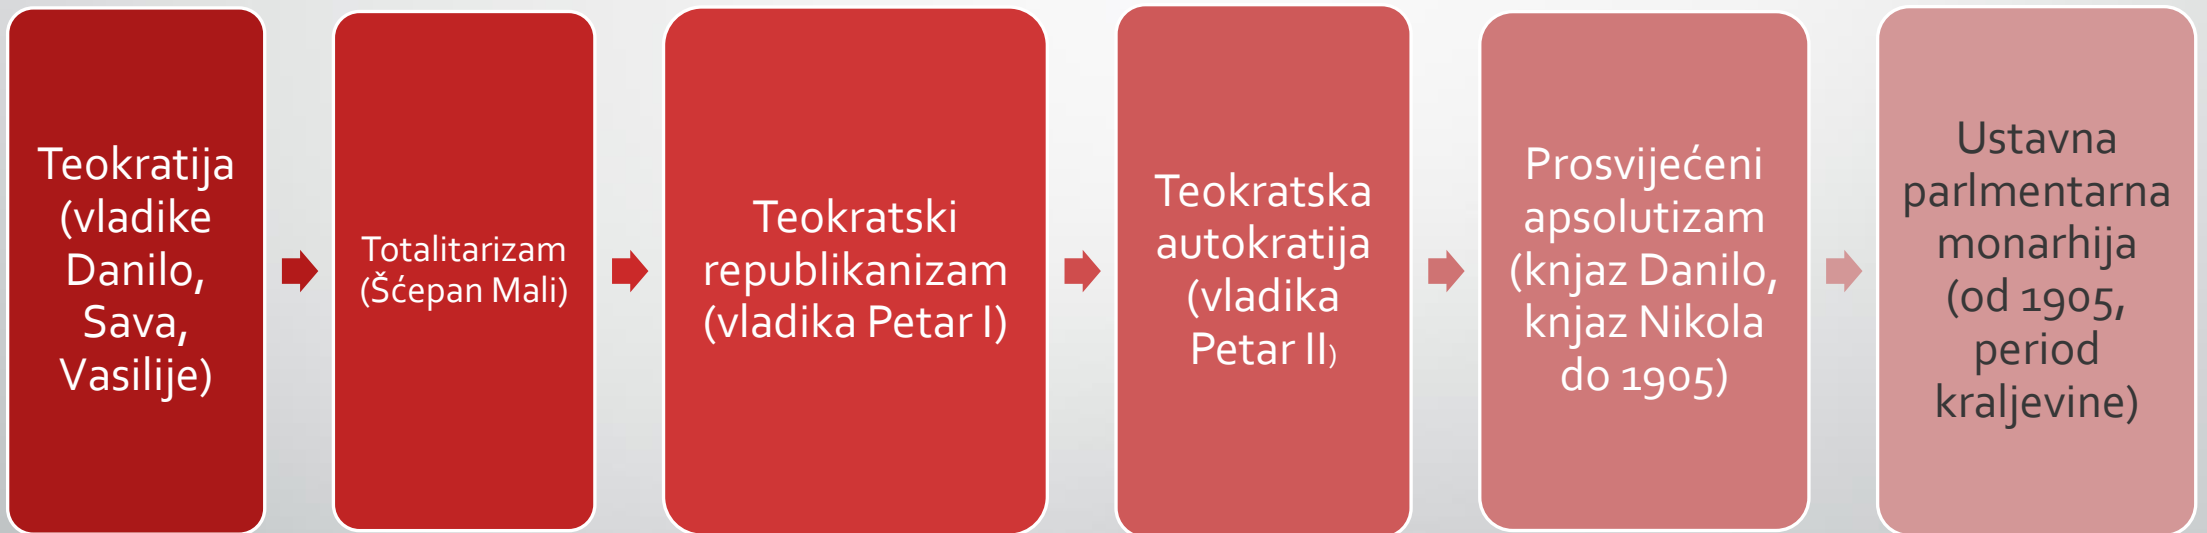 Teokratija
(vladike
Danilo,
Sava,
Vasilije)
Totalitarizam
(Šćepan Mali)
Teokratski
republikanizam
(vladika Petar I)
Teokratska
autokratija
(vladika
Petar II)
Prosvijećeni
apsolutizam
(knjaz Danilo,
knjaz Nikola
do 1905)
Ustavna
parlmentarna
monarhija
(od 1905,
period
kraljevine)